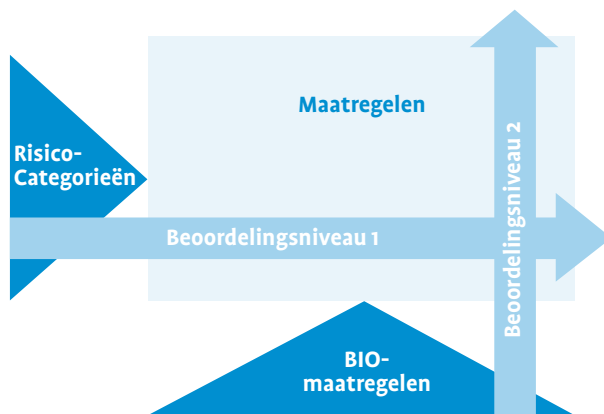 Maatregelen
Risico-
Categorieën
Beoordelingsniveau 1
Beoordelingsniveau 2
BIO-
maatregelen